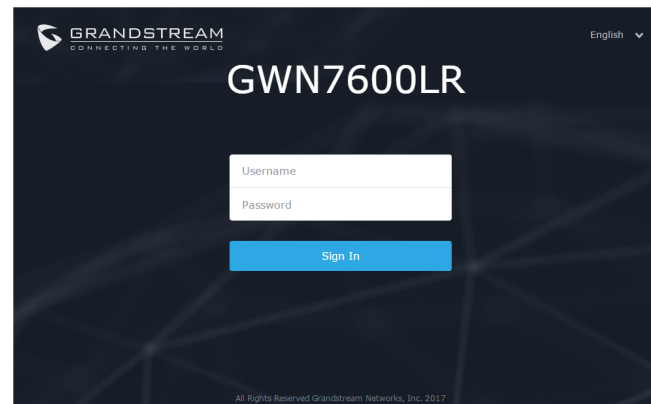 GRANDSTREAM
CONNECTING THE WORLD
English
GWN7600LR
Username
Password
Sign In
All Rights Reserved Grandstream Networks, Inc. 2017